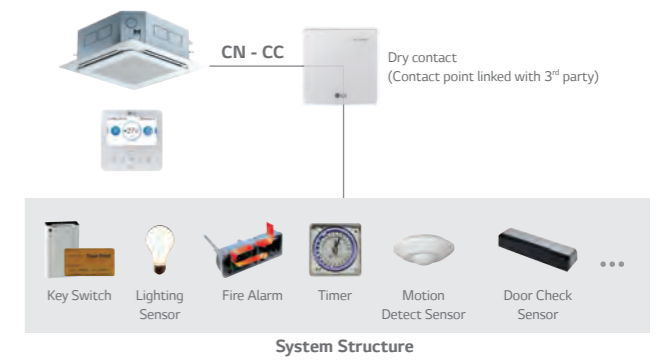 CN - CC
Dry contact
(Contact point linked with 3rd party)
LG
Key Switch
Lighting
Sensor
Fire Alarm
Timer
Motion
Detect Sensor
Door Check
Sensor
System Structure